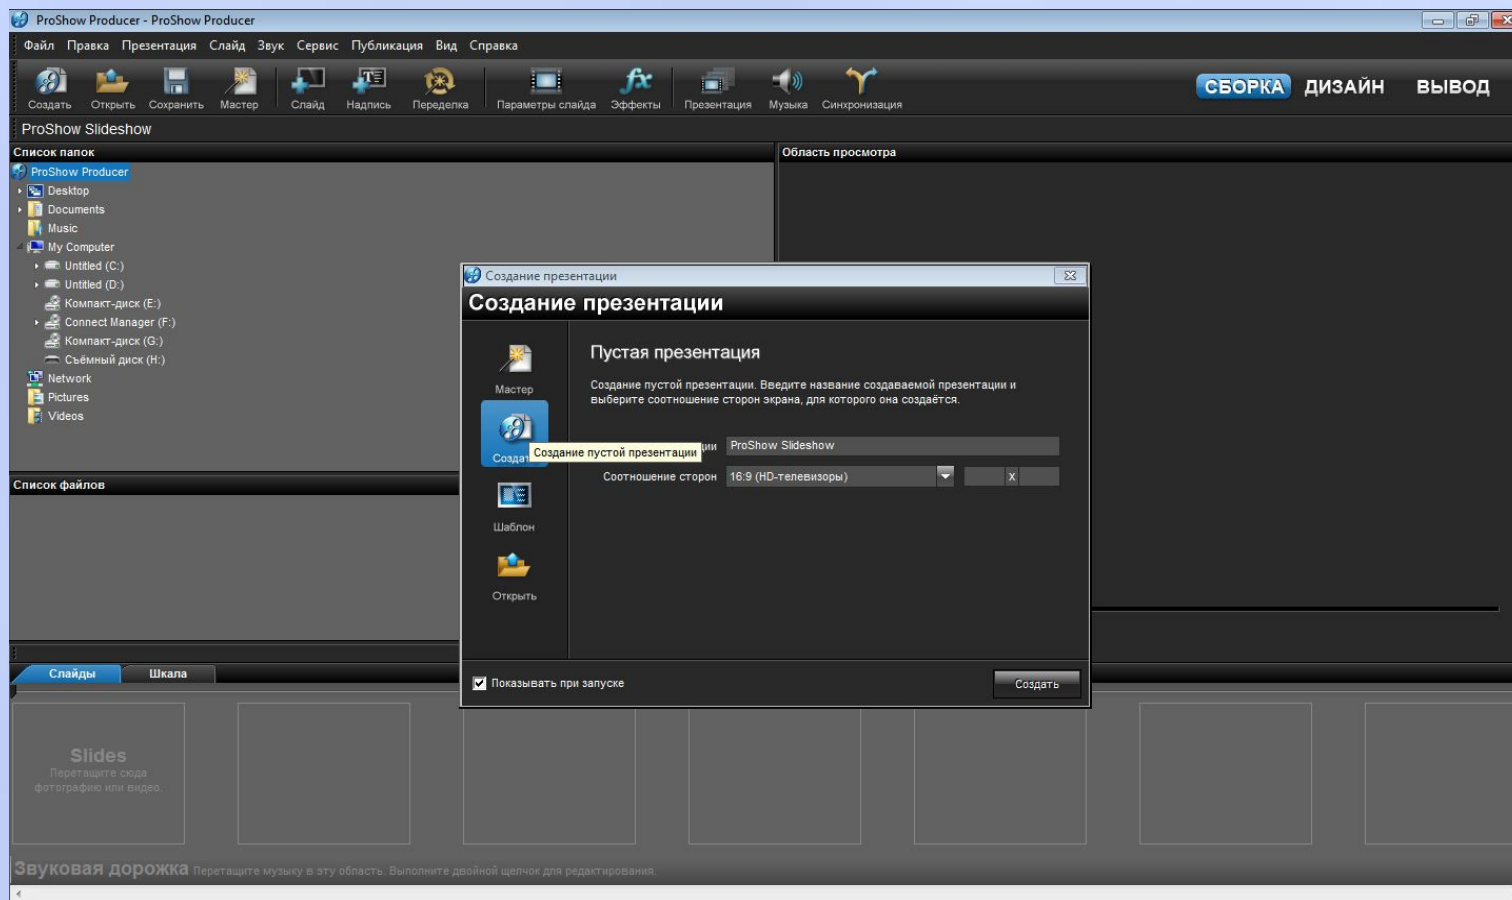 ProShow Producer - ProShow Producer
Файл Правка Презентация Слайд Звук Сервис Публикация Вид Справка
Создать Открыть Сохранить Мастер Слайд Надпись Переделка Параметры слайда Эффекты Презентация Музыка Синхронизация
СБОРКА ДИЗАЙН ВЫВОД
ProShow Slideshow
Список папок
Область просмотра
ProShow Producer
Desktop
Documents
Music
My Computer
Untitled (C:)
Untitled (D:)
Компакт-диск (E:)
Connect Manager (F:)
Компакт-диск (G:)
Съёмный диск (H:)
Network
Pictures
Videos
Список файлов
Создание презентации
Создание презентации
Мастер
Создат
Шаблон
Открыть
Пустая презентация
Создание пустой презентации. Введите название создаваемой презентации и
выберите соотношение сторон экрана, для которого она создаётся.
Создание пустой презентации
ии ProShow Slideshow
Соотношение сторон 16:9 (HD-телевизоры) x
Показывать при запуске
Создать
Слайды Шкала
Slides
Перетащите сюда
фотографию или видео.
Звуковая дорожка Перетащите музыку в эту область. Выполните двойной щелчок для редактирования.